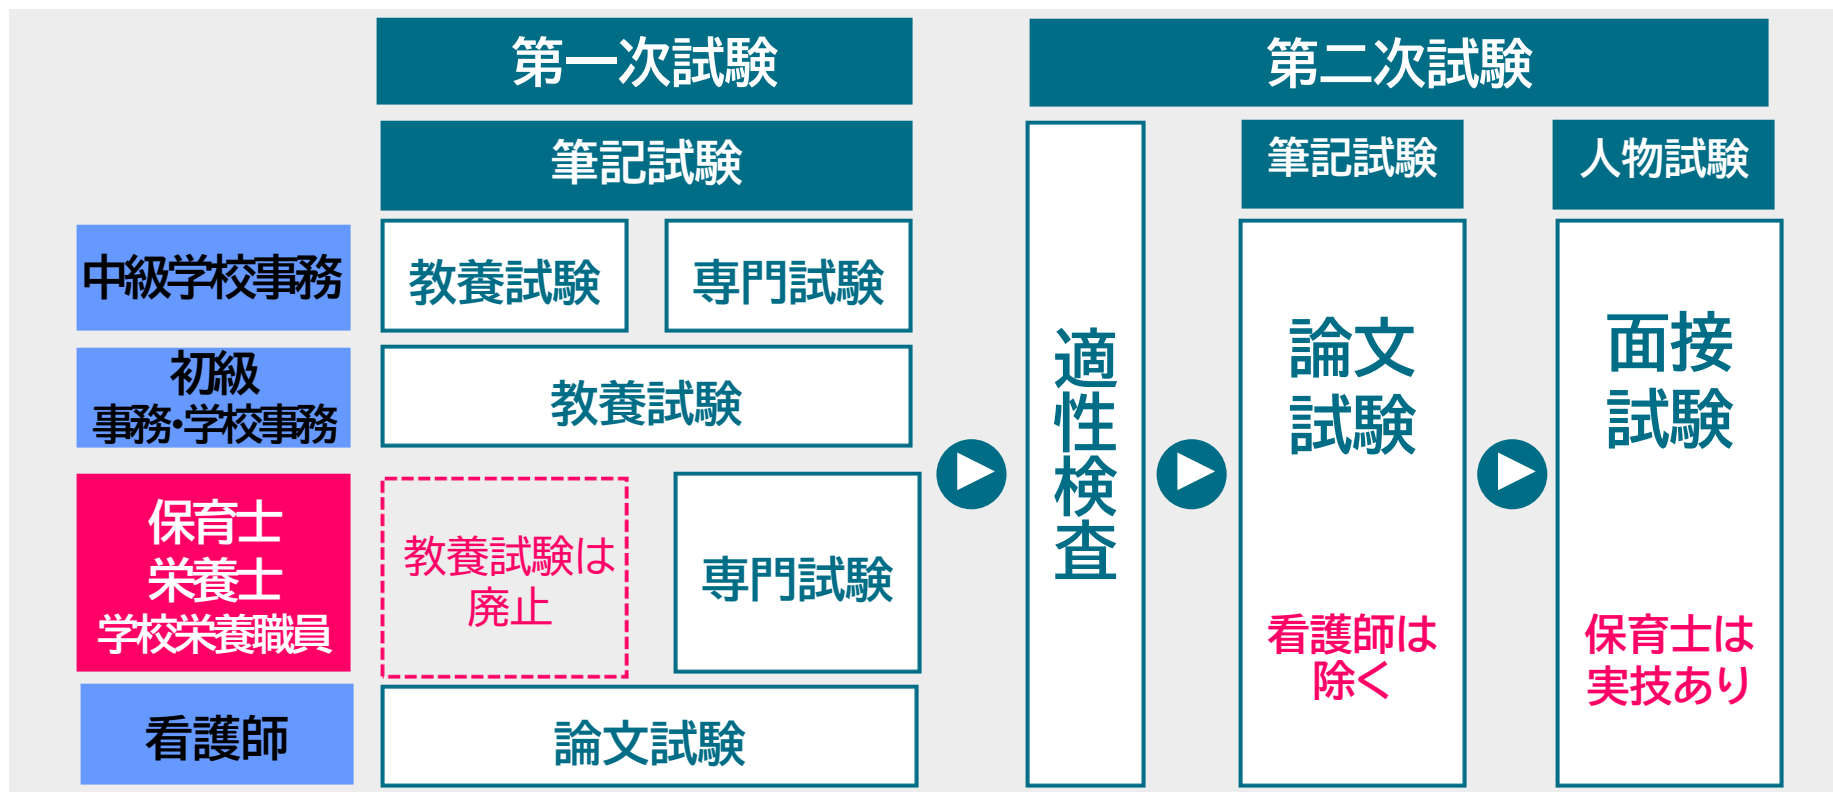 第一次試験
第二次試験
筆記試験
筆記試験
人物試験
中級学校事務
教養試験
専門試験
初級
事務・学校事務
教養試験
保育士
栄養士
学校栄養職員
教養試験は
廃止
専門試験
看護師
論文試験
適性検査
論文
試験
看護師は
除く
面接
試験
保育士は
実技あり